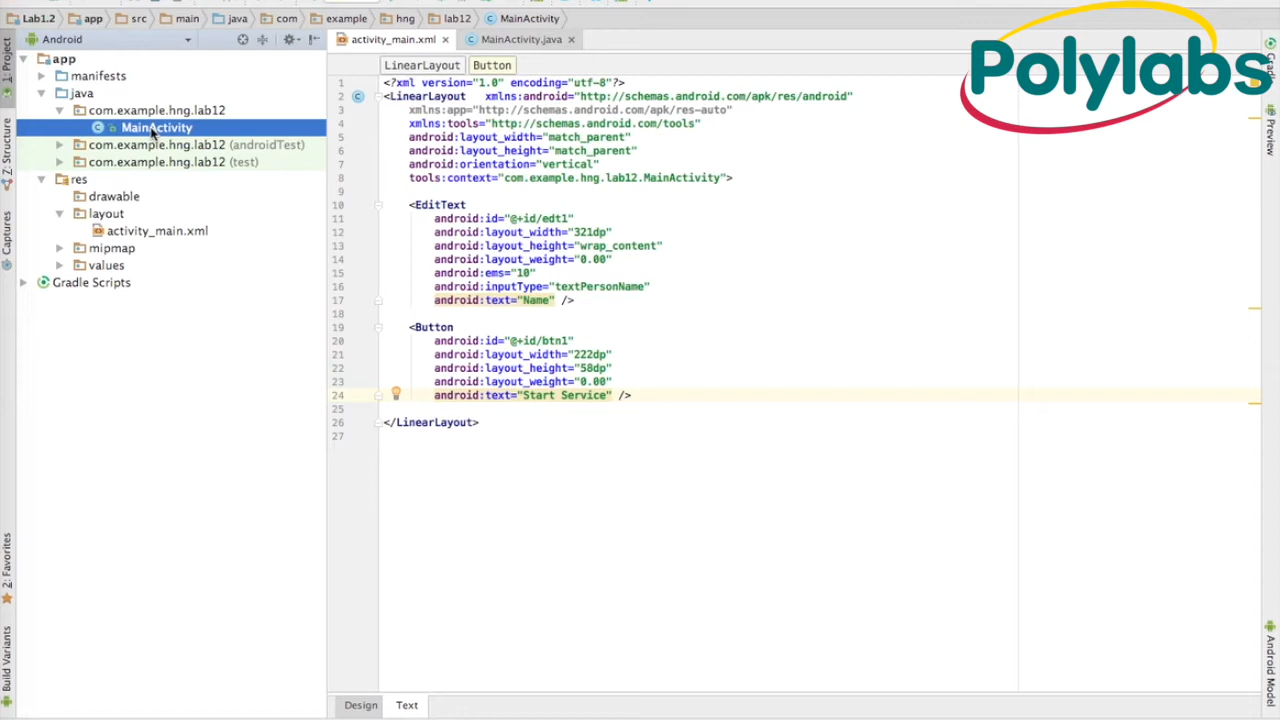 Lab1.2 app src main java com example hng lab12 MainActivity
Polylabs
Android
activity_main.xml MainActivity.java
1: Project
Z: Structure
Captures
2: Favorites
Build Variants
app
manifests
java
com.example.hng.lab12
MainActivity
com.example.hng.lab12 (androidTest)
com.example.hng.lab12 (test)
res
drawable
layout
activity_main.xml
mipmap
values
Gradle Scripts
LinearLayout Button
1 <?xml version="1.0" encoding="utf-8"?>
2 <LinearLayout xmlns:android="http://schemas.android.com/apk/res/android"
3 xmlns:app="http://schemas.android.com/apk/res-auto"
4 xmlns:tools="http://schemas.android.com/tools"
5 android:layout_width="match_parent"
6 android:layout_height="match_parent"
7 android:orientation="vertical"
8 tools:context="com.example.hng.lab12.MainActivity">
9
10 <EditText
11 android:id="@+id/edt1"
12 android:layout_width="321dp"
13 android:layout_height="wrap_content"
14 android:layout_weight="0.00"
15 android:ems="10"
16 android:inputType="textPersonName"
17 android:text="Name" />
18
19 <Button
20 android:id="@+id/btn1"
21 android:layout_width="222dp"
22 android:layout_height="58dp"
23 android:layout_weight="0.00"
24 android:text="Start Service" />
25
26 </LinearLayout>
27
Design Text
Preview
Android Model